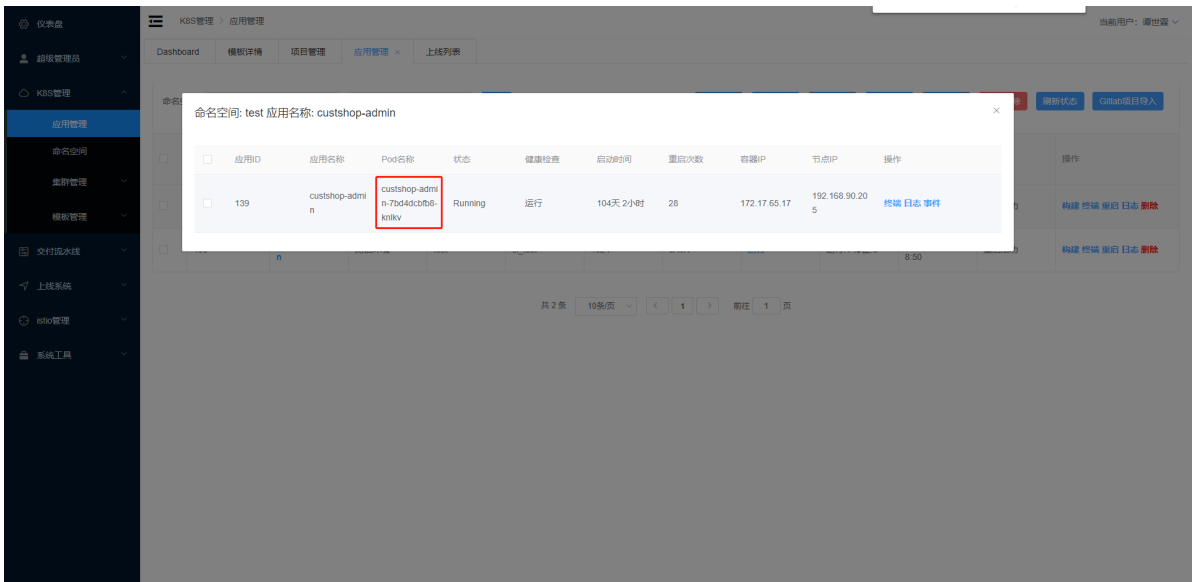 仪表盘
K8S管理 > 应用管理
当前用户：谭世霖
超级管理员
Dashboard 模板详情 项目管理 应用管理 × 上线列表
K8S管理
命名空
刷新状态 Gitlab项目导入
应用管理
命名空间: test 应用名称: custshop-admin
命名空间
应用ID 应用名称 Pod名称 状态 健康检查 启动时间 重启次数 容器IP 节点IP 操作
操作
集群管理
139 custshop-admi
n
custshop-admi
n-7bd4dcbfb8-
knlkv
Running 运行 104天 2小时 28 172.17.65.17
192.168.90.20
5
终端 日志 事件
构建 终端 重启 日志 删除
模板管理
交付流水线
n
8:50
构建 终端 重启 日志 删除
上线系统
共 2 条 10条/页 1 前往 1 页
istio管理
系统工具